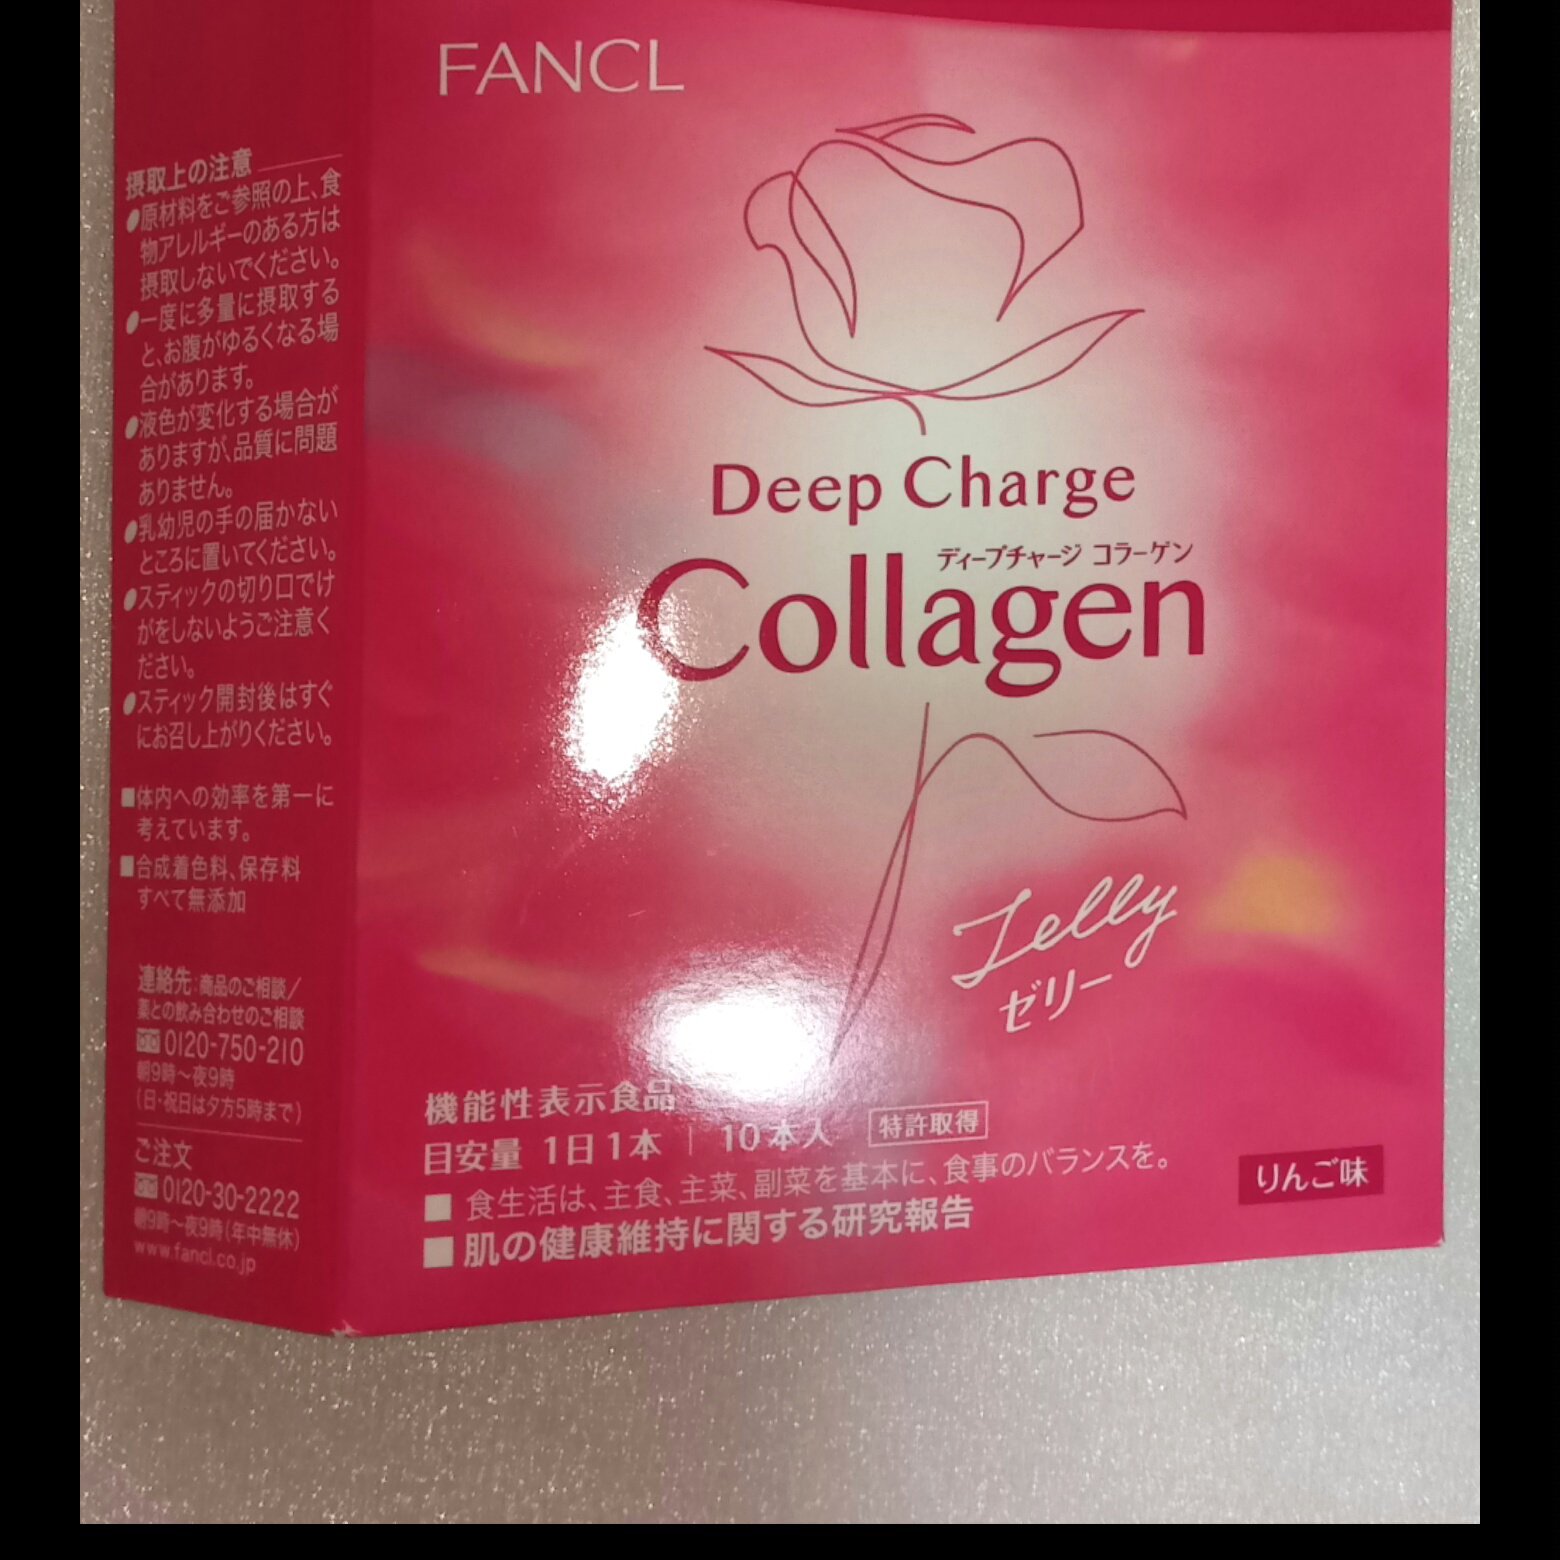 FANCL
Deep Charge
ディープチャージ コラーゲン
Collagen
Jelly
ゼリー
機能性表示食品
目安量 1日1本 | 10本入 特許取得
■ 食生活は、主食、主菜、副菜を基本に、食事のバランスを。
■ 肌の健康維持に関する研究報告
りんご味
摂取上の注意
●原材料をご参照の上、食
物アレルギーのある方は
摂取しないでください。
●一度に多量に摂取する
と、お腹がゆるくなる場
合があります。
●液色が変化する場合が
ありますが、品質に問題
ありません。
●乳幼児の手の届かない
ところに置いてください。
●スティックの切り口でけ
がをしないようご注意く
ださい。
●スティック開封後はすぐ
にお召し上がりください。
■体内への効率を第一に
考えています。
■合成着色料、保存料
すべて無添加
連絡先:商品のご相談/
薬との飲み合わせのご相談
0120-750-210
朝9時～夜9時
(日・祝日は夕方5時まで)
ご注文
0120-30-2222
朝9時～夜9時(年中無休)
www.fancl.co.jp